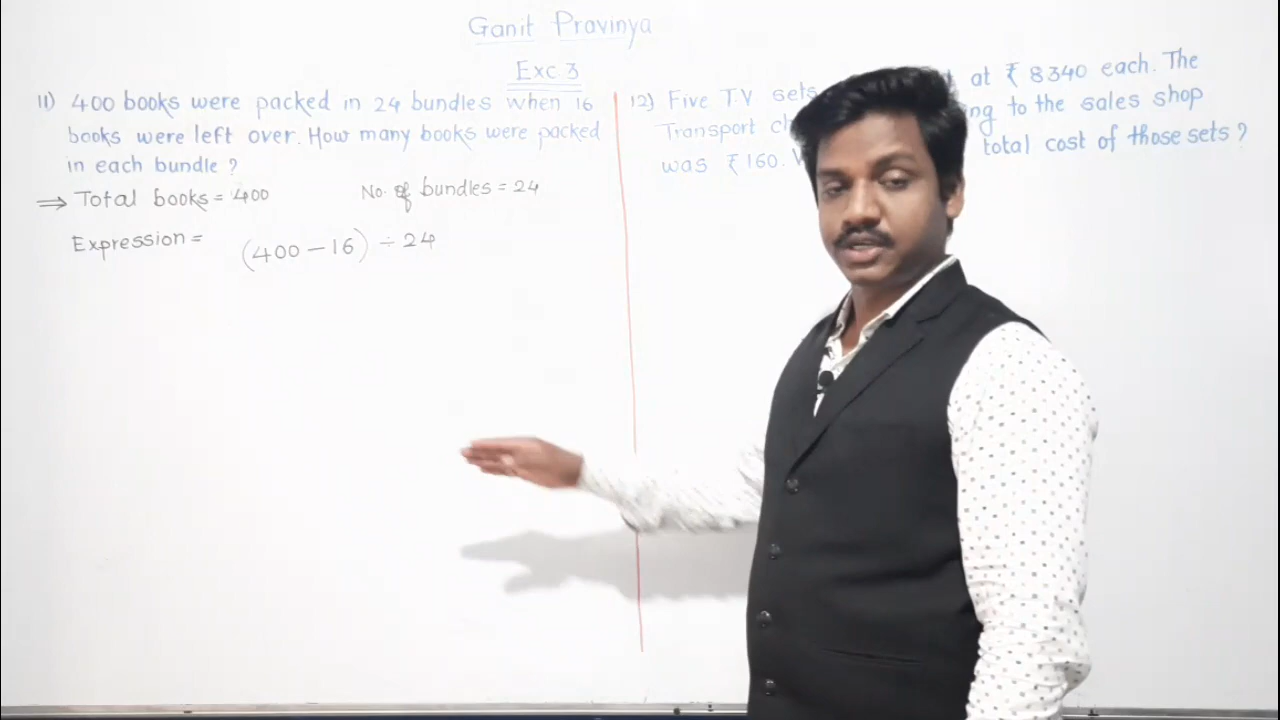 Ganit Pravinya
Exc 3
11) 400 books were packed in 24 bundles when 16
books were left over. How many books were packed
in each bundle ?
⇒ Total books = 400 No. of bundles = 24
Expression = (400 − 16) ÷ 24
12) Five T.V. sets at ₹ 8340 each. The
Transport to the sales shop
was ₹160. total cost of those sets ?